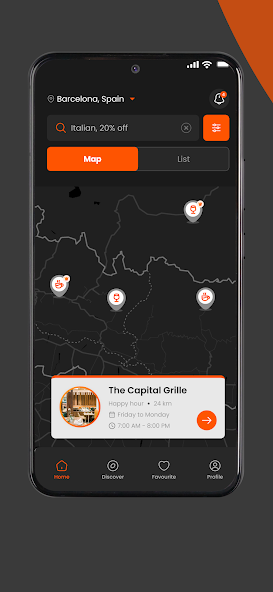 Barcelona, Spain
Italian, 20% off
Map
List
The Capital Grille
Happy hour • 24 km
Friday to Monday
7:00 AM - 8:00 PM
Home
Discover
Favourite
Profile